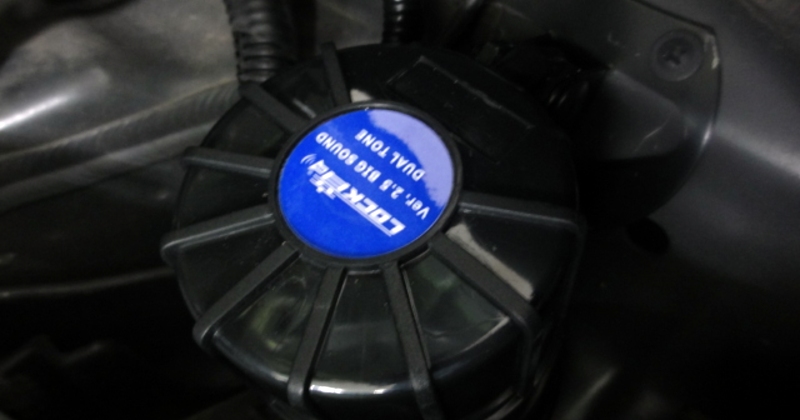 Ver. 2.5 BIG SOUND
DUAL TONE